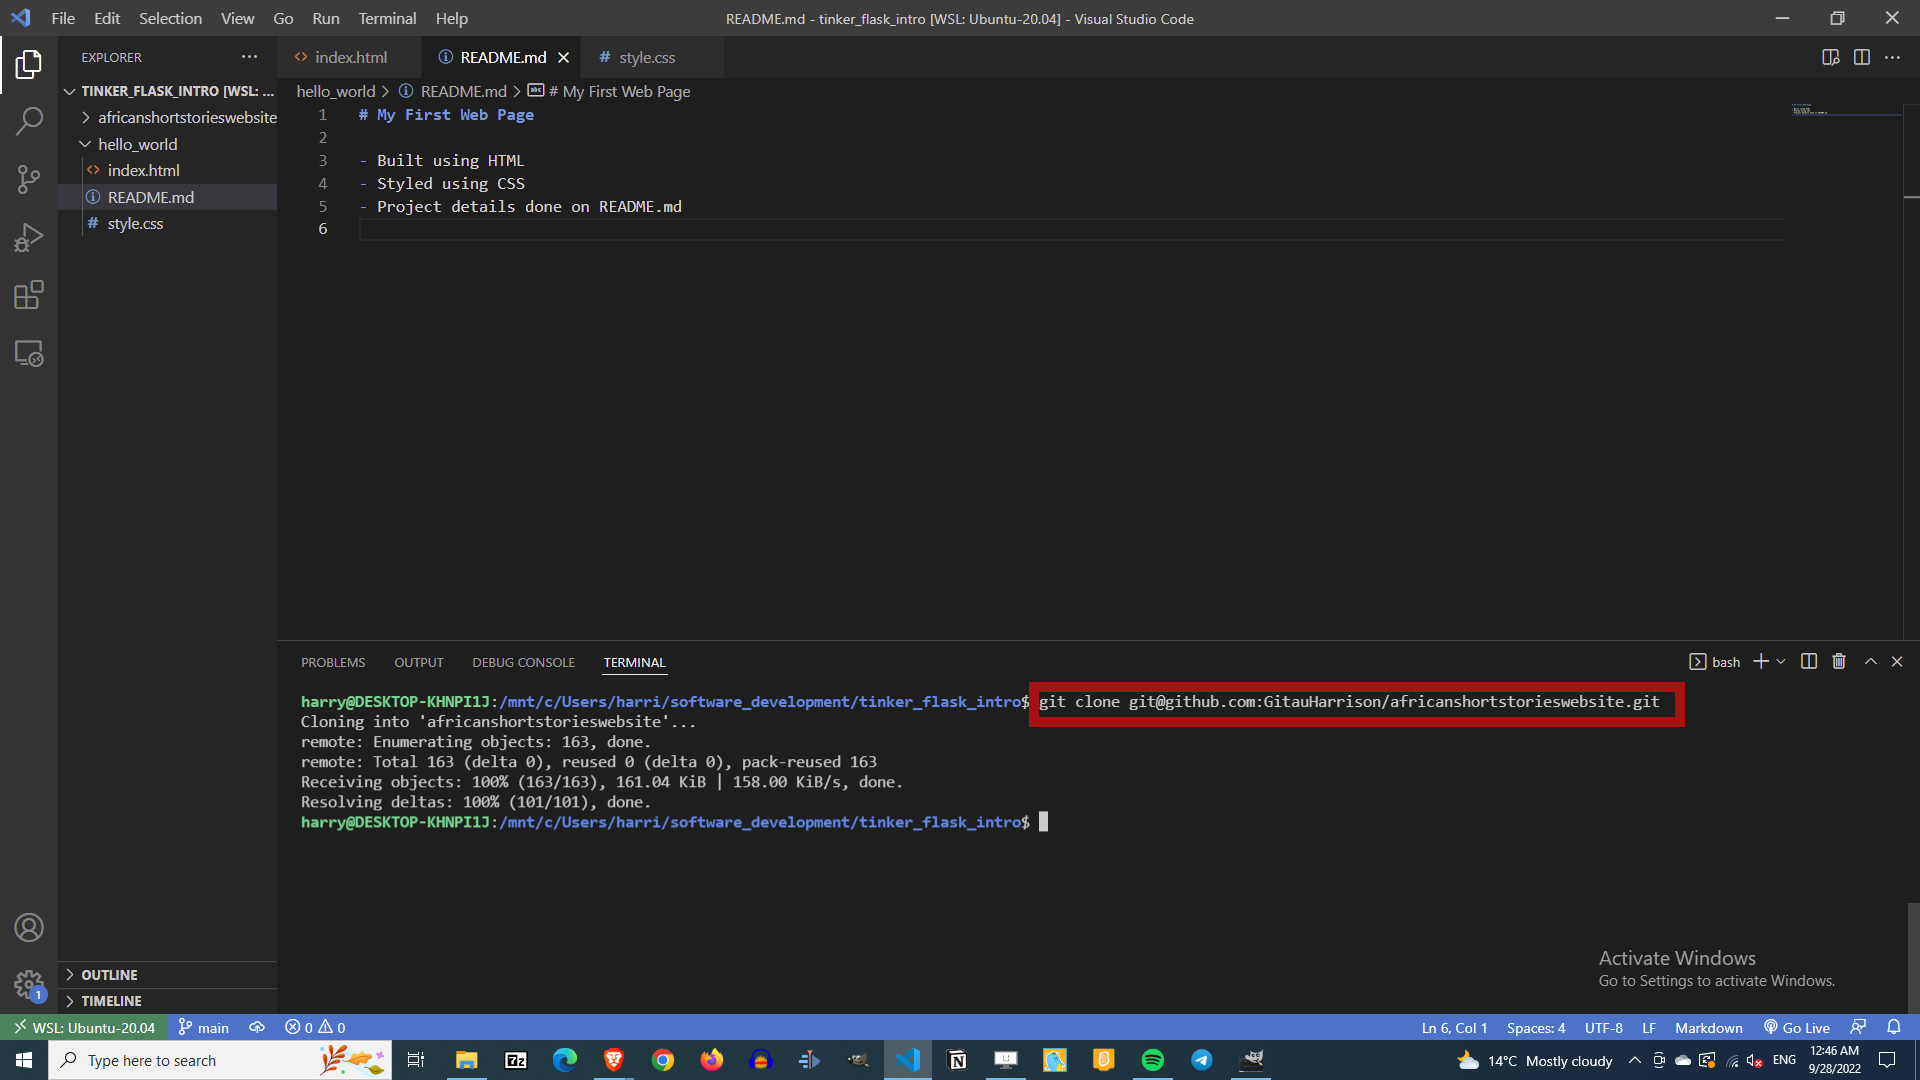 File Edit Selection View Go Run Terminal Help
README.md - tinker_flask_intro [WSL: Ubuntu-20.04] - Visual Studio Code
EXPLORER
TINKER_FLASK_INTRO [WSL: ...
africanshortstorieswebsite
hello_world
index.html
README.md
style.css
OUTLINE
TIMELINE
index.html README.md style.css
hello_world > README.md > # My First Web Page
1 # My First Web Page
2
3 - Built using HTML
4 - Styled using CSS
5 - Project details done on README.md
6
PROBLEMS OUTPUT DEBUG CONSOLE TERMINAL
bash
harry@DESKTOP-KHNPI1J:/mnt/c/Users/harri/software_development/tinker_flask_intro$ git clone git@github.com:GitauHarrison/africanshortstorieswebsite.git
Cloning into 'africanshortstorieswebsite'...
remote: Enumerating objects: 163, done.
remote: Total 163 (delta 0), reused 0 (delta 0), pack-reused 163
Receiving objects: 100% (163/163), 161.04 KiB | 158.00 KiB/s, done.
Resolving deltas: 100% (101/101), done.
harry@DESKTOP-KHNPI1J:/mnt/c/Users/harri/software_development/tinker_flask_intro$
Activate Windows
Go to Settings to activate Windows.
1
WSL: Ubuntu-20.04 main 0 0 Ln 6, Col 1 Spaces: 4 UTF-8 LF Markdown Go Live
Type here to search
7z
14°C Mostly cloudy
ENG
12:46 AM
9/28/2022